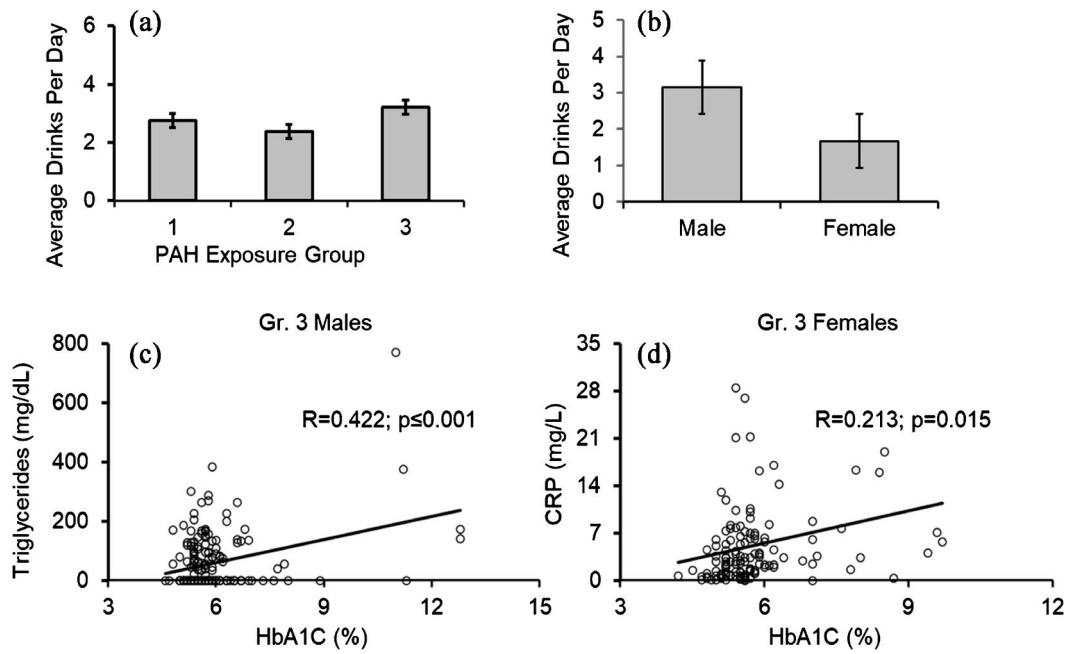 (a)
Average Drinks Per Day
6
4
2
0
1 2 3
PAH Exposure Group
(b)
Average Drinks Per Day
5
4
3
2
1
0
Male Female
Gr. 3 Males
(c)
Triglycerides (mg/dL)
800
600
400
200
0
R=0.422; p≤0.001
3 6 9 12 15
HbA1C (%)
Gr. 3 Females
(d)
CRP (mg/L)
35
28
21
14
7
0
R=0.213; p=0.015
3 6 9 12
HbA1C (%)